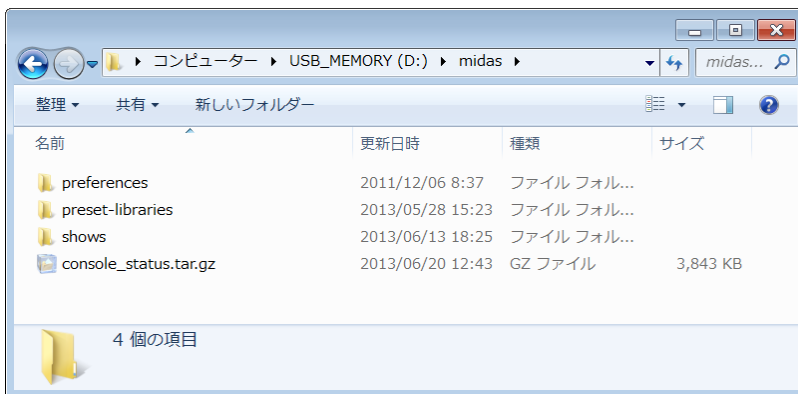 コンピューター USB_MEMORY (D:) midas midas...
整理 共有 新しいフォルダー
名前 更新日時 種類 サイズ
preferences 2011/12/06 8:37 ファイル フォル...
preset-libraries 2013/05/28 15:23 ファイル フォル...
shows 2013/06/13 18:25 ファイル フォル...
console_status.tar.gz 2013/06/20 12:43 GZ ファイル 3,843 KB
4 個の項目